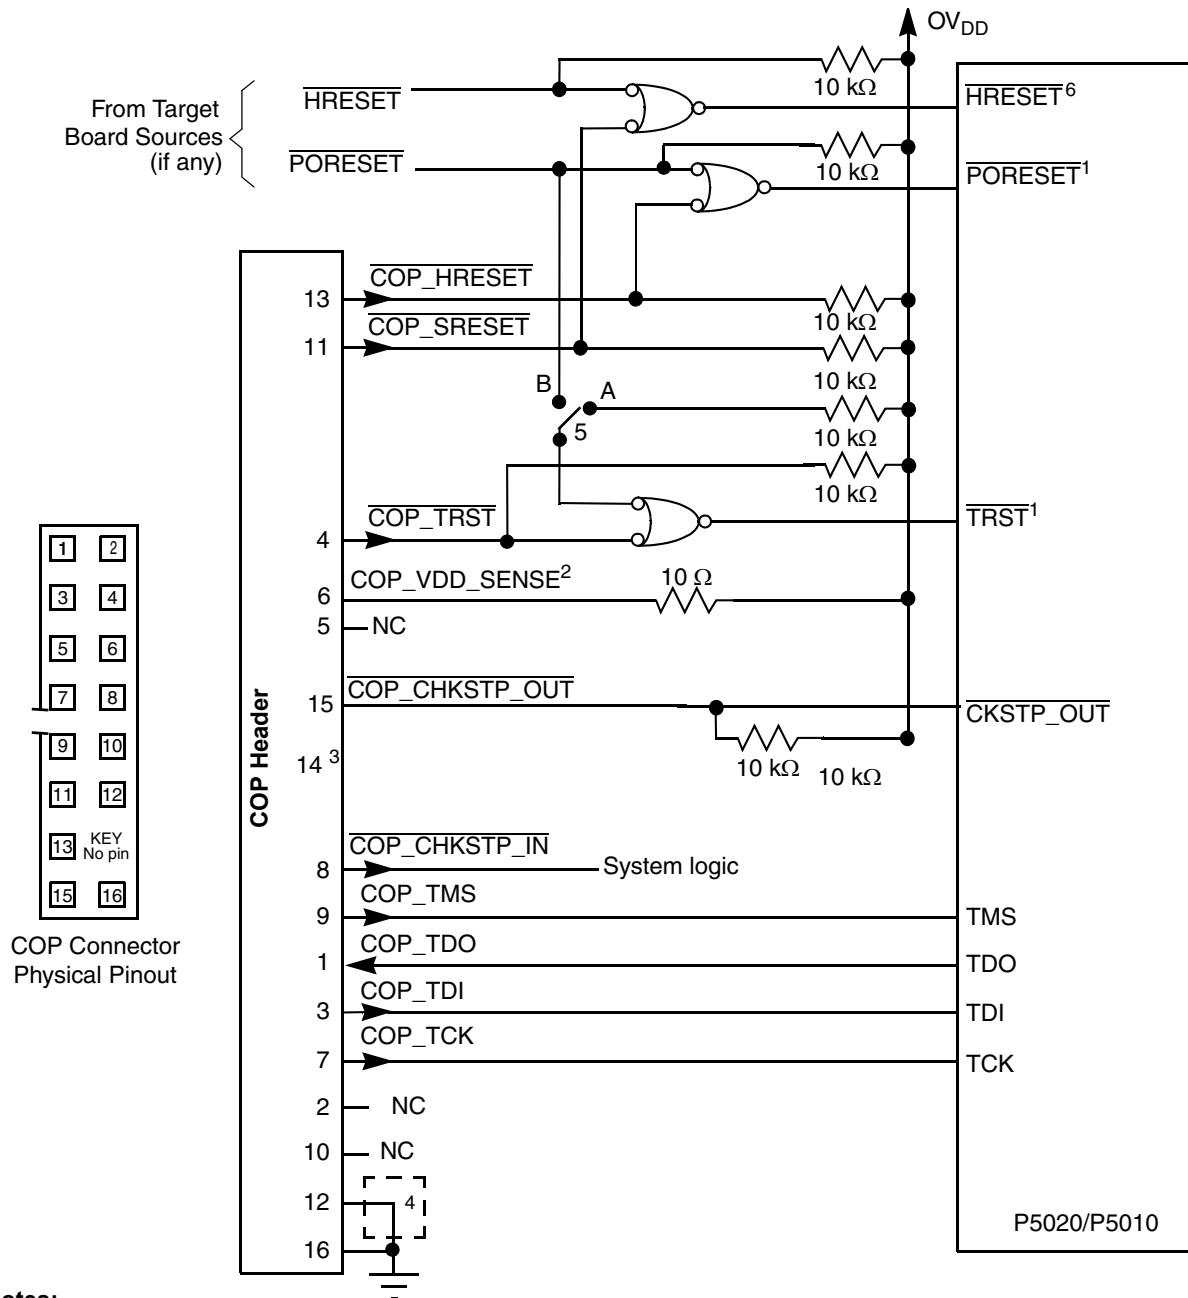 OVDD
10 kΩ
From Target
Board Sources
(if any)
HRESET
HRESET6
PORESET
10 kΩ
PORESET1
13
COP_HRESET
10 kΩ
11
COP_SRESET
10 kΩ
B
A
5
10 kΩ
10 kΩ
4
COP_TRST
TRST1
6
COP_VDD_SENSE2
10 Ω
5
NC
15
COP_CHKSTP_OUT
CKSTP_OUT
14 3
10 kΩ
10 kΩ
COP Header
8
COP_CHKSTP_IN
System logic
9
COP_TMS
TMS
1
COP_TDO
TDO
3
COP_TDI
TDI
7
COP_TCK
TCK
2
NC
10
NC
12
4
16
P5020/P5010
1 2
3 4
5 6
7 8
9 10
11 12
13 KEY
No pin
15 16
COP Connector
Physical Pinout